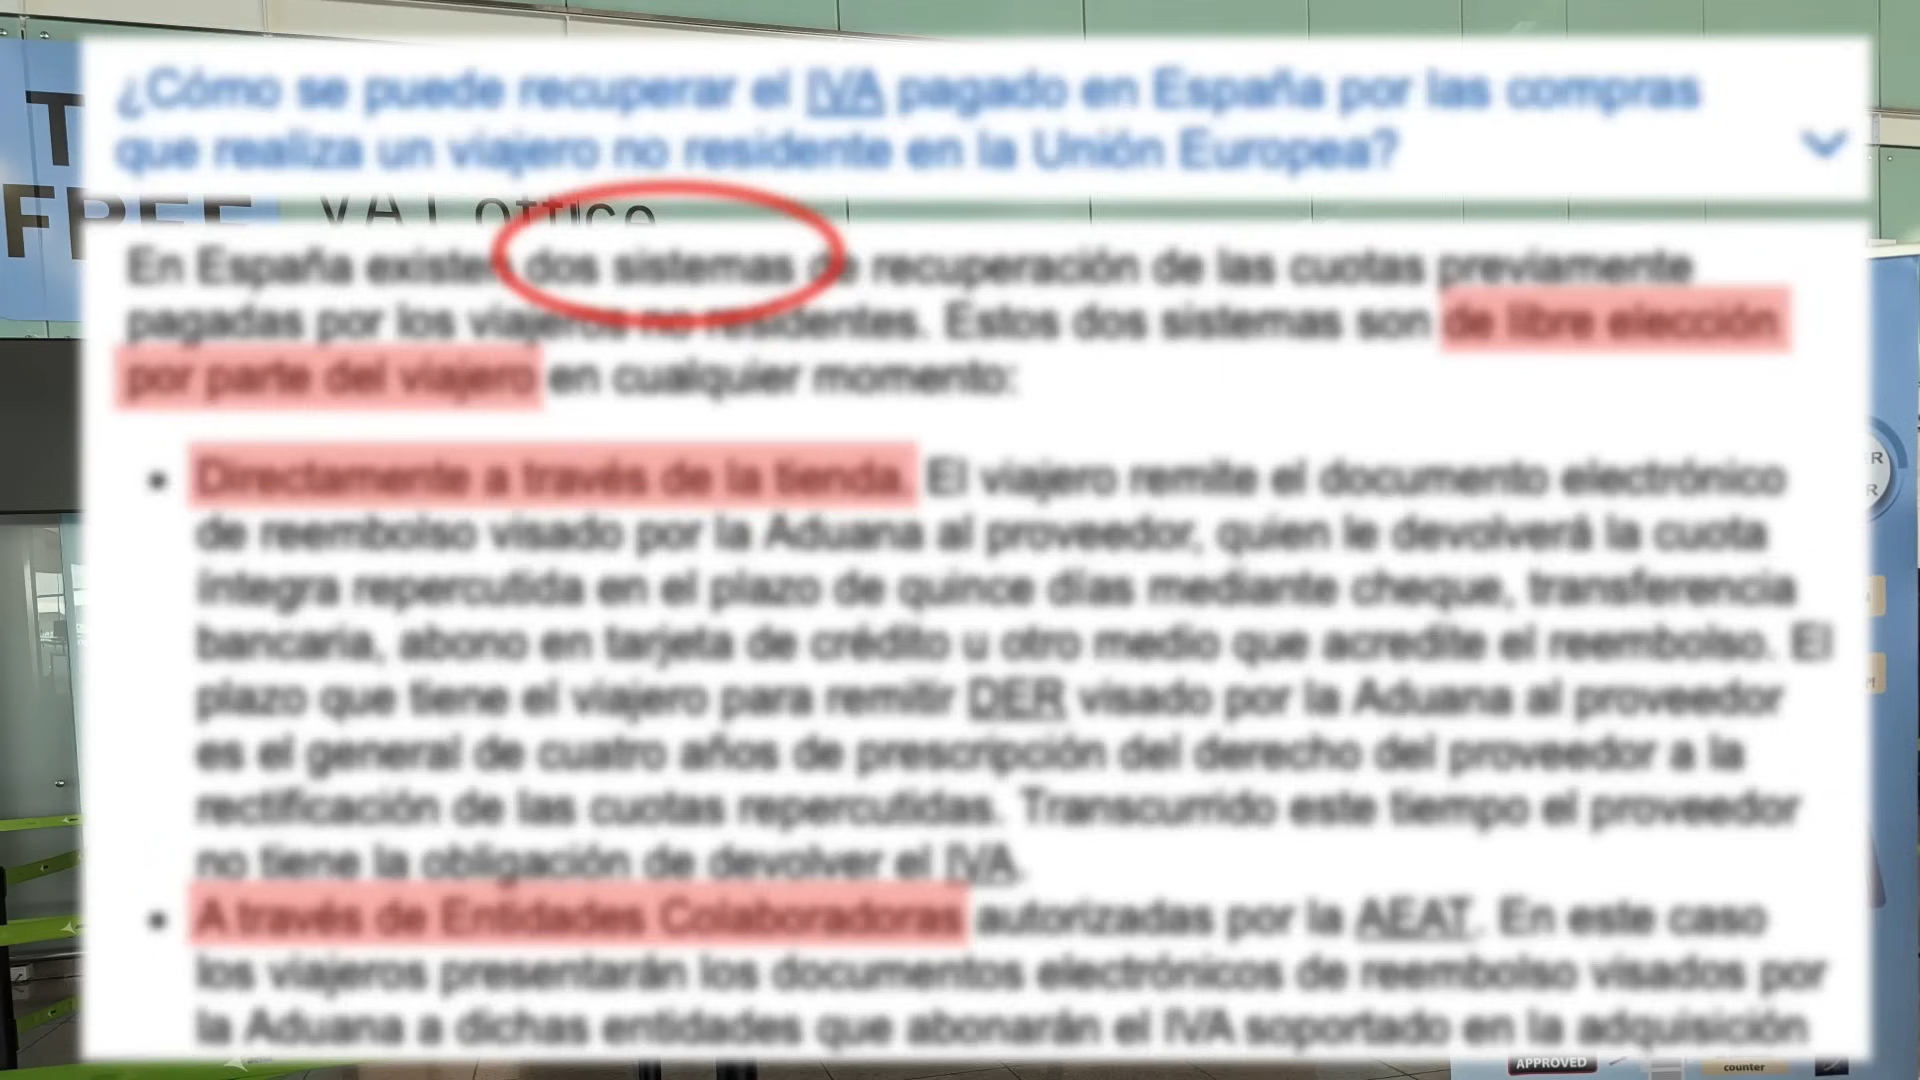 ¿Cómo se puede recuperar el IVA pagado en España por las compras
que realiza un viajero no residente en la Unión Europea?
T
FREE VAT office
En España existen dos sistemas de recuperación de las cuotas previamente
pagadas por los viajeros no residentes. Estos dos sistemas son de libre elección
por parte del viajero en cualquier momento:
• Directamente a través de la tienda. El viajero remite el documento electrónico
de reembolso visado por la Aduana al proveedor, quien le devolverá la cuota
íntegra repercutida en el plazo de quince días mediante cheque, transferencia
bancaria, abono en tarjeta de crédito u otro medio que acredite el reembolso. El
plazo que tiene el viajero para remitir DER visado por la Aduana al proveedor
es el general de cuatro años de prescripción del derecho del proveedor a la
rectificación de las cuotas repercutidas. Transcurrido este tiempo el proveedor
no tiene la obligación de devolver el IVA.
• A través de Entidades Colaboradoras autorizadas por la AEAT. En este caso
los viajeros presentarán los documentos electrónicos de reembolso visados por
la Aduana a dichas entidades que abonarán el IVA soportado en la adquisición
APPROVED
counter